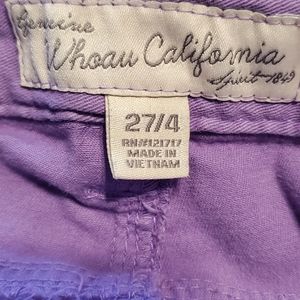 Genuine
Whoau California
Spirit 1849
27/4
RN#121717
MADE IN
VIETNAM